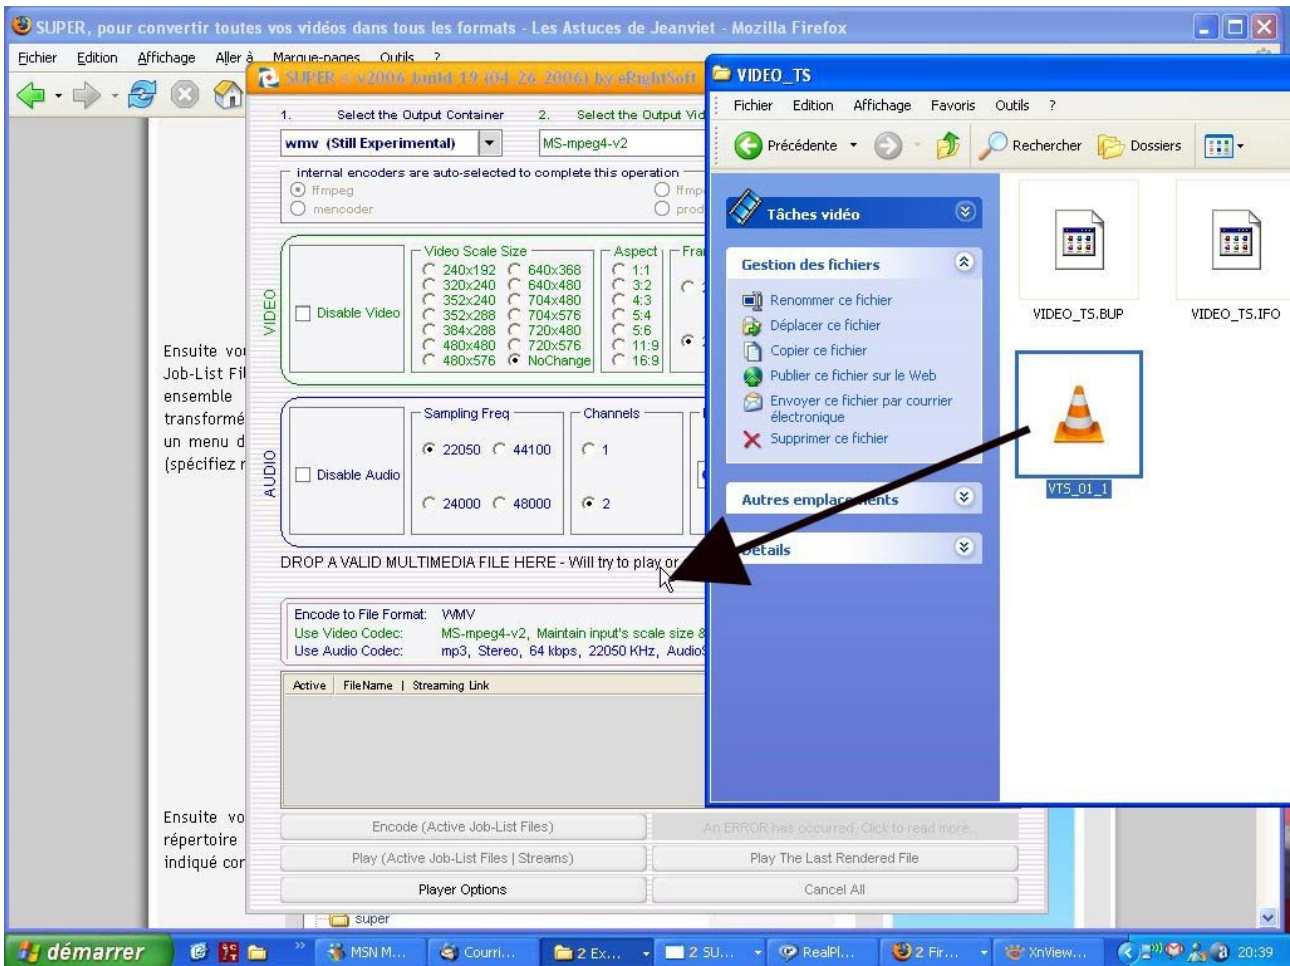 SUPER, pour convertir toutes vos vidéos dans tous les formats - Les Astuces de Jeanviet - Mozilla Firefox
Fichier Edition Affichage Aller à Marque-pages Outils ?
SUPER © v2006.build.19 (04.26.2006) by eRightSoft
1. Select the Output Container 2. Select the Output Vid
wmv (Still Experimental) MS-mpeg4-v2
internal encoders are auto-selected to complete this operation
ffmpeg ffmp
mencoder prod
VIDEO
Disable Video
Video Scale Size
240x192 640x368
320x240 640x480
352x240 704x480
352x288 704x576
384x288 720x480
480x480 720x576
480x576 NoChange
Aspect
1:1
3:2
4:3
5:4
5:6
11:9
16:9
Fra
AUDIO
Disable Audio
Sampling Freq
22050 44100
24000 48000
Channels
1
2
DROP A VALID MULTIMEDIA FILE HERE - Will try to play or
Encode to File Format: WMV
Use Video Codec: MS-mpeg4-v2, Maintain input's scale size &
Use Audio Codec: mp3, Stereo, 64 kbps, 22050 KHz, Audio
Active FileName | Streaming Link
Encode (Active Job-List Files) An ERROR has occurred. Click to read more...
Play (Active Job-List Files | Streams) Play The Last Rendered File
Player Options Cancel All
super
Ensuite vou
Job-List Fil
ensemble
transformé
un menu d
(spécifiez r
Ensuite vo
répertoire
indiqué cor
VIDEO_TS
Fichier Edition Affichage Favoris Outils ?
Précédente Rechercher Dossiers
Tâches vidéo
Gestion des fichiers
Renommer ce fichier
Déplacer ce fichier
Copier ce fichier
Publier ce fichier sur le Web
Envoyer ce fichier par courrier
électronique
Supprimer ce fichier
Autres emplacements
Détails
VIDEO_TS.BUP VIDEO_TS.IFO
VTS_01_1
démarrer MSN M... Courri... 2 Ex... 2 SU... RealPl... 2 Fir... XnView... 20:39